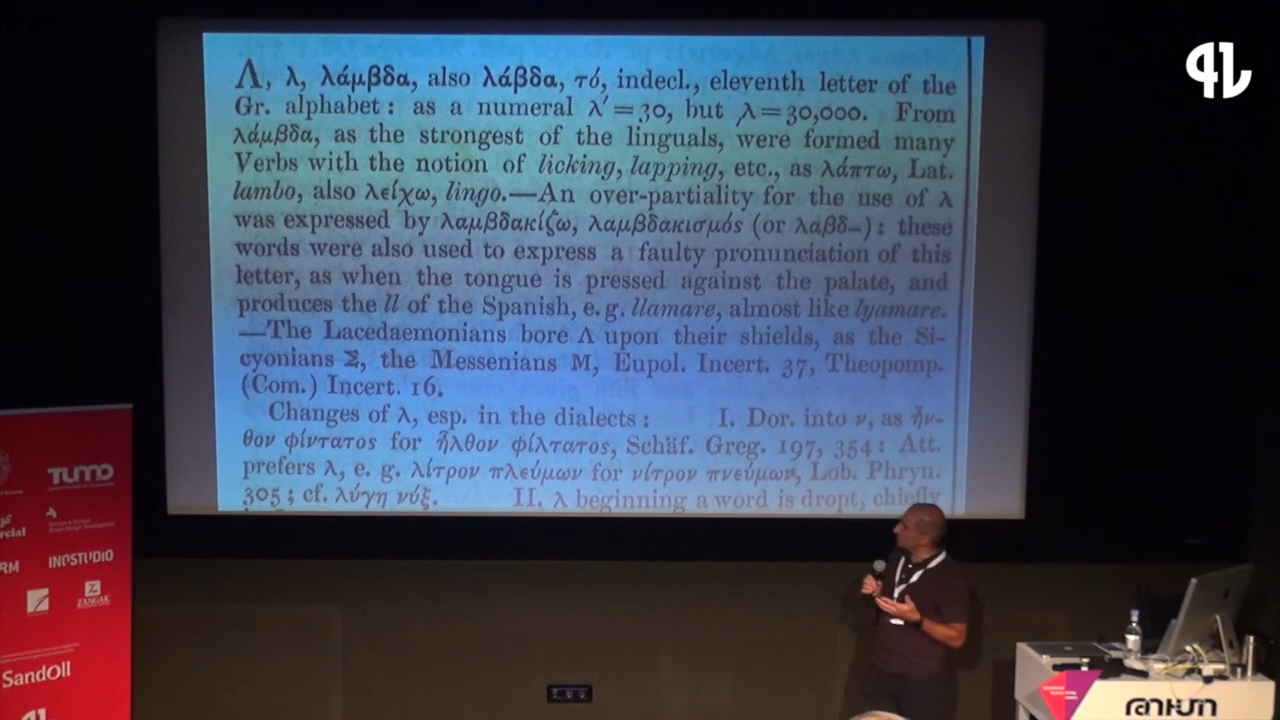 Λ, λ, λάμβδα, also λάβδα, τό, indecl., eleventh letter of the
Gr. alphabet: as a numeral λʹ=30, but ͵λ=30,000. From
λάμβδα, as the strongest of the linguals, were formed many
Verbs with the notion of licking, lapping, etc., as λάπτω, Lat.
lambo, also λείχω, lingo.—An over-partiality for the use of λ
was expressed by λαμβδακίζω, λαμβδακισμός (or λαβδ–): these
words were also used to express a faulty pronunciation of this
letter, as when the tongue is pressed against the palate, and
produces the ll of the Spanish, e. g. llamare, almost like lyamare.
—The Lacedaemonians bore Λ upon their shields, as the Si-
cyonians Σ, the Messenians M, Eupol. Incert. 37, Theopomp.
(Com.) Incert. 16.
Changes of λ, esp. in the dialects: I. Dor. into ν, as ἦν-
θον φίντατος for ἦλθον φίλτατος, Schäf. Greg. 197, 354: Att.
prefers λ, e. g. λίτρον πλεύμων for νίτρον πνεύμων, Lob. Phryn.
305; cf. λύγη νύξ. II. λ beginning a word is dropt, chiefly
TUMO
INOSTUDIO
ZANGAK
SandOll